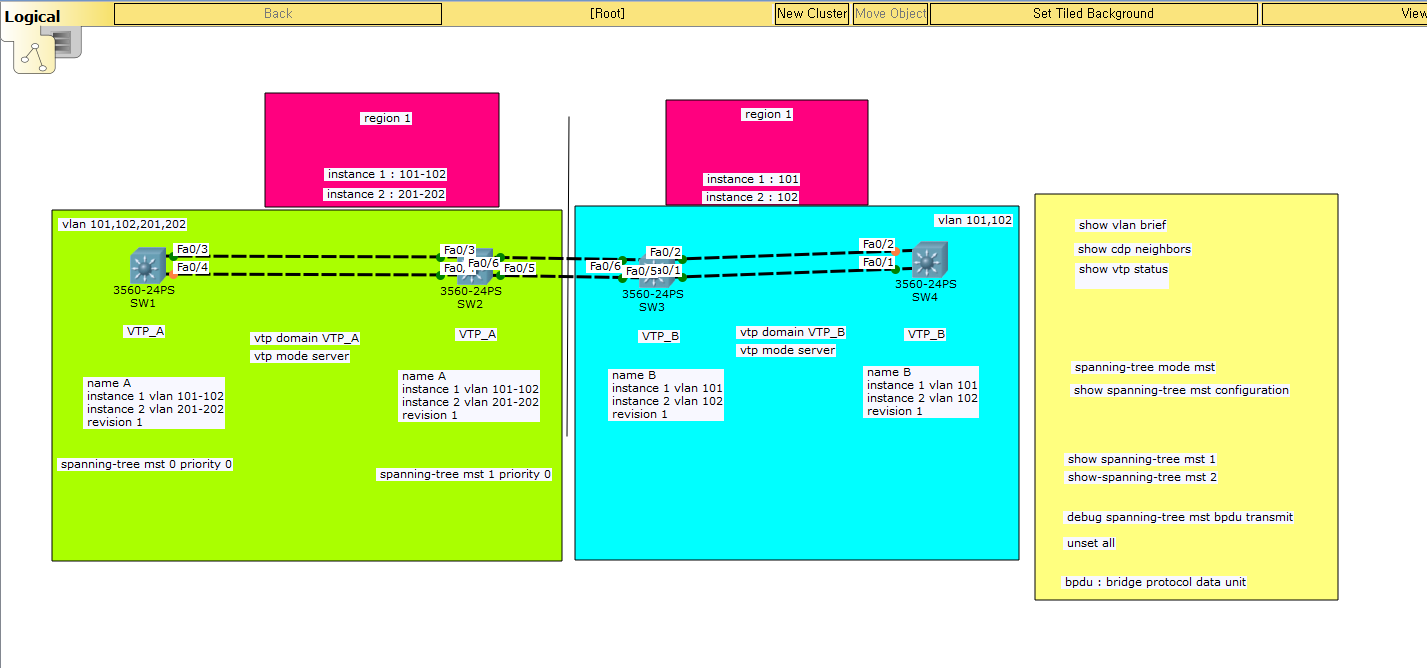 Logical
Back
[Root]
New Cluster
Move Object
Set Tiled Background
View
region 1
instance 1 : 101-102
instance 2 : 201-202
region 1
instance 1 : 101
instance 2 : 102
vlan 101,102,201,202
Fa0/3
Fa0/4
3560-24PS
SW1
Fa0/3
Fa0/6
Fa0/
Fa0/5
3560-24PS
SW2
VTP_A
vtp domain VTP_A
vtp mode server
VTP_A
name A
instance 1 vlan 101-102
instance 2 vlan 201-202
revision 1
name A
instance 1 vlan 101-102
instance 2 vlan 201-202
revision 1
spanning-tree mst 0 priority 0
spanning-tree mst 1 priority 0
vlan 101,102
Fa0/6
Fa0/2
Fa0/5
a0/1
3560-24PS
SW3
Fa0/2
Fa0/1
3560-24PS
SW4
VTP_B
vtp domain VTP_B
vtp mode server
VTP_B
name B
instance 1 vlan 101
instance 2 vlan 102
revision 1
name B
instance 1 vlan 101
instance 2 vlan 102
revision 1
show vlan brief
show cdp neighbors
show vtp status
spanning-tree mode mst
show spanning-tree mst configuration
show spanning-tree mst 1
show-spanning-tree mst 2
debug spanning-tree mst bpdu transmit
unset all
bpdu : bridge protocol data unit